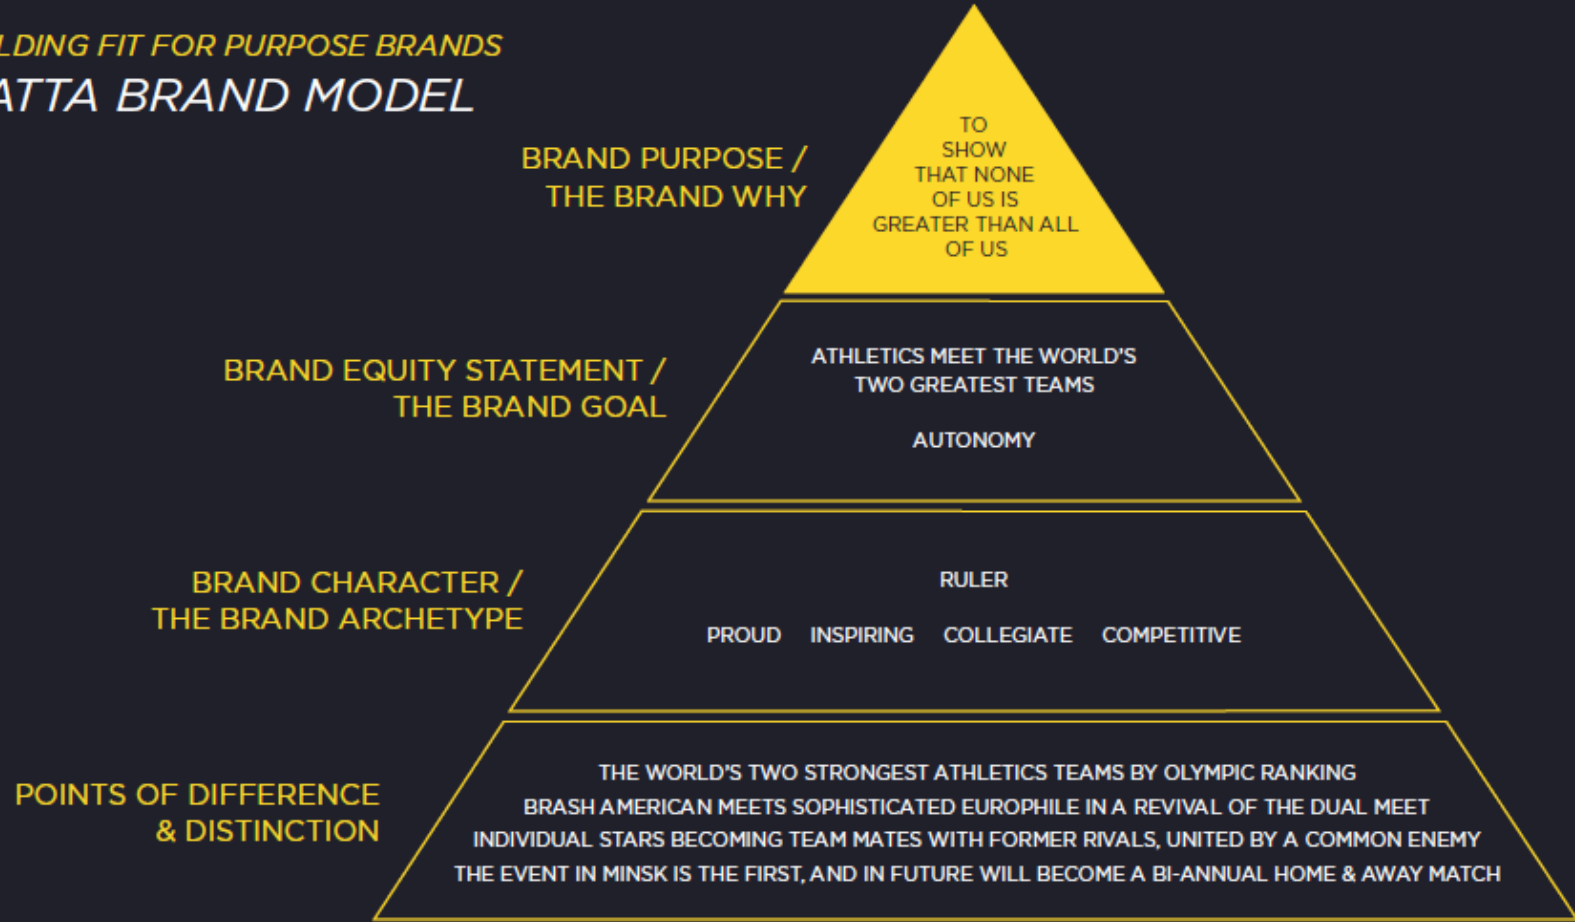 LDING FIT FOR PURPOSE BRANDS
ATTA BRAND MODEL
BRAND PURPOSE /
THE BRAND WHY
TO
SHOW
THAT NONE
OF US IS
GREATER THAN ALL
OF US
BRAND EQUITY STATEMENT /
THE BRAND GOAL
ATHLETICS MEET THE WORLD'S
TWO GREATEST TEAMS
AUTONOMY
BRAND CHARACTER /
THE BRAND ARCHETYPE
RULER
PROUD INSPIRING COLLEGIATE COMPETITIVE
POINTS OF DIFFERENCE
& DISTINCTION
THE WORLD'S TWO STRONGEST ATHLETICS TEAMS BY OLYMPIC RANKING
BRASH AMERICAN MEETS SOPHISTICATED EUROPHILE IN A REVIVAL OF THE DUAL MEET
INDIVIDUAL STARS BECOMING TEAM MATES WITH FORMER RIVALS, UNITED BY A COMMON ENEMY
THE EVENT IN MINSK IS THE FIRST, AND IN FUTURE WILL BECOME A BI-ANNUAL HOME & AWAY MATCH